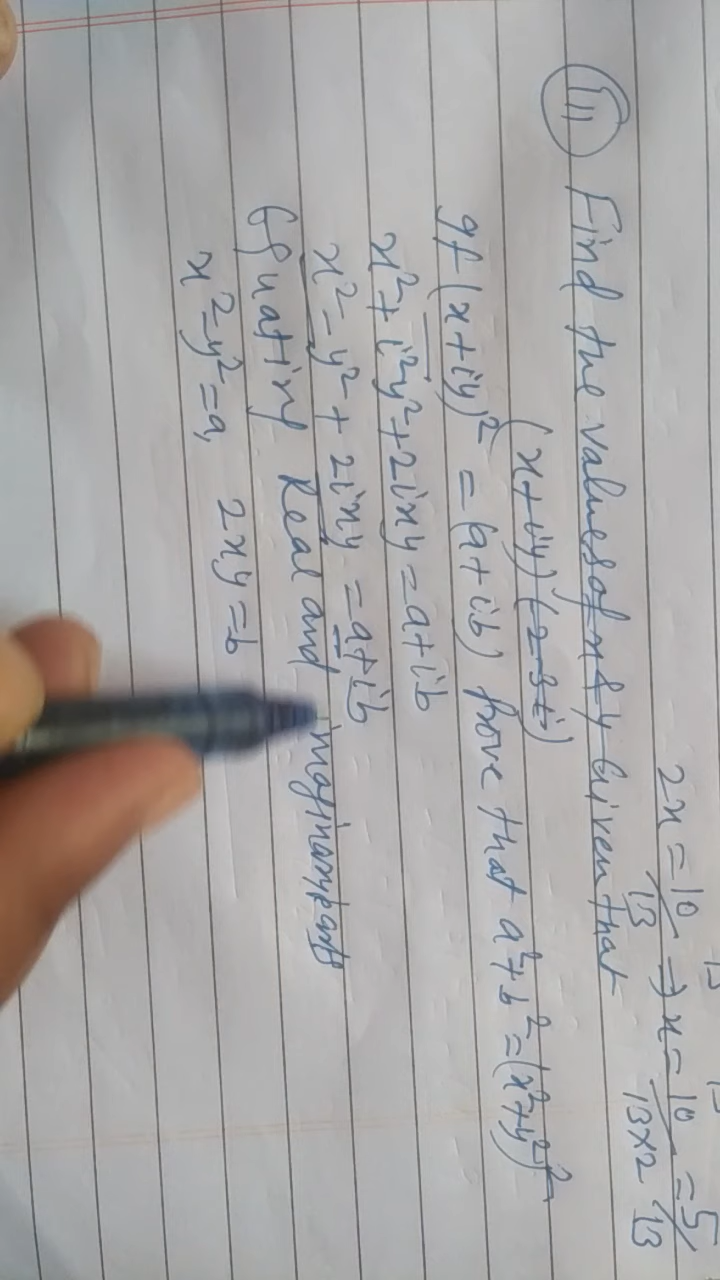 2x = 10/13 ⇒ x = 10/13×2 = 5/13
(iii) Find the values of x & y Given that
(x+iy) (2-3i)
If (x+iy)² = (a+ib) Prove that a²+b² = (x²+y²)²
x² + i²y² + 2ixy = a+ib
x² - y² + 2ixy = a+ib
Equating Real and imaginary parts
x²-y² = a, 2xy = b